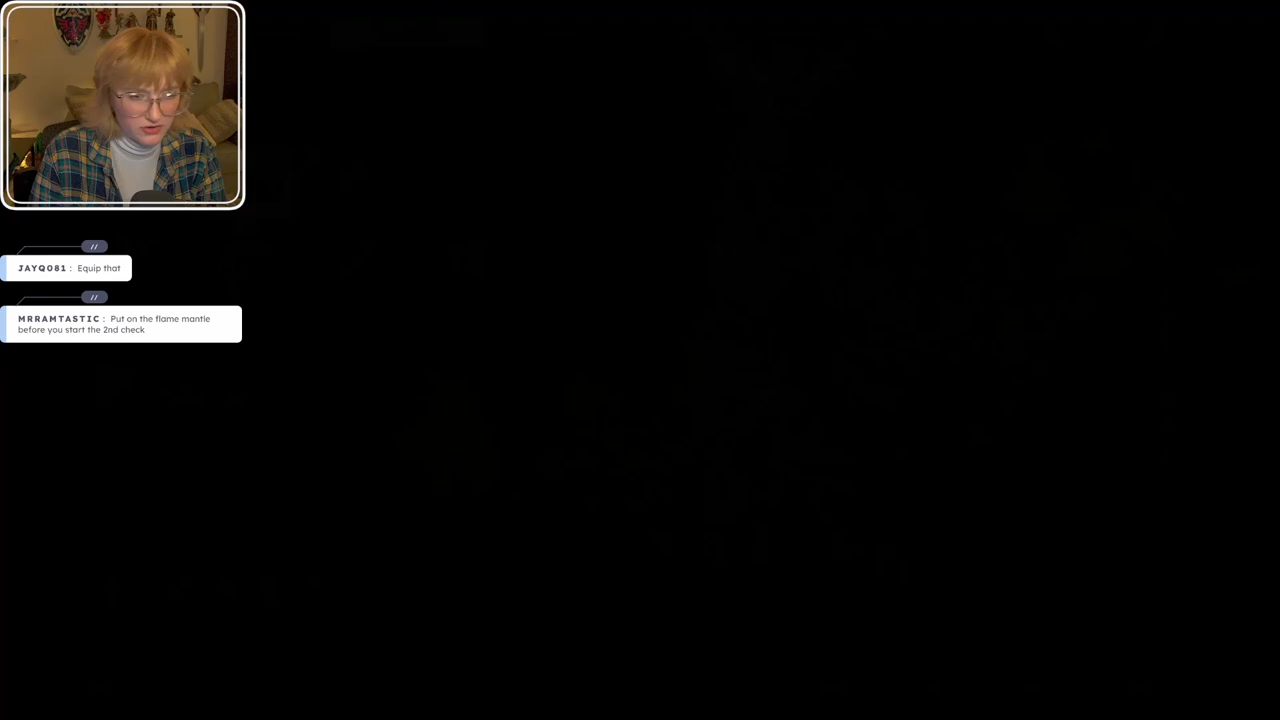 //
JAYQ081 : Equip that
//
MRRAMTASTIC : Put on the flame mantle
before you start the 2nd check